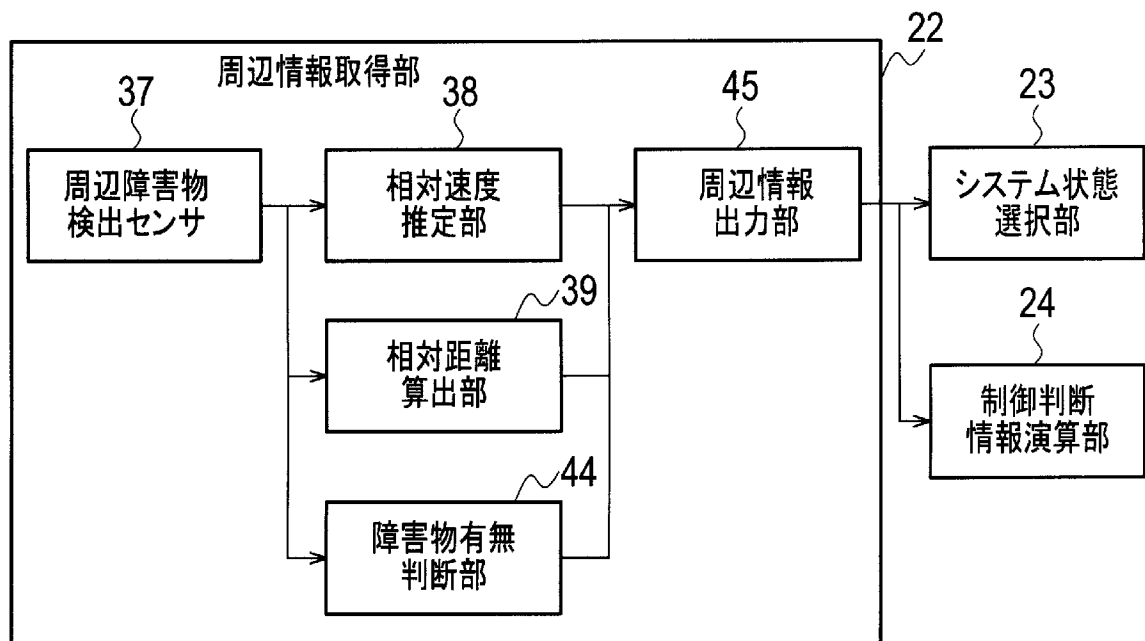 周辺情報取得部
22
37
38
45
23
周辺障害物
検出センサ
相対速度
推定部
周辺情報
出力部
システム状態
選択部
39
相対距離
算出部
24
制御判断
情報演算部
44
障害物有無
判断部